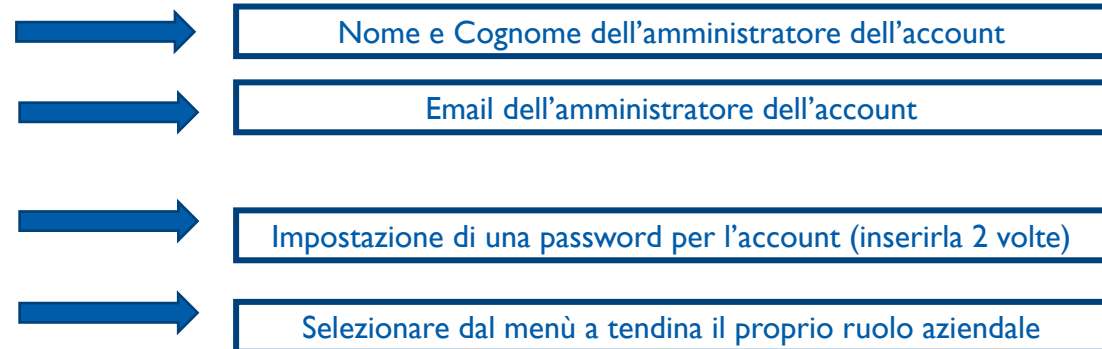 Nome e Cognome dell’amministratore dell’account
Email dell’amministratore dell’account
Impostazione di una password per l’account (inserirla 2 volte)
Selezionare dal menù a tendina il proprio ruolo aziendale